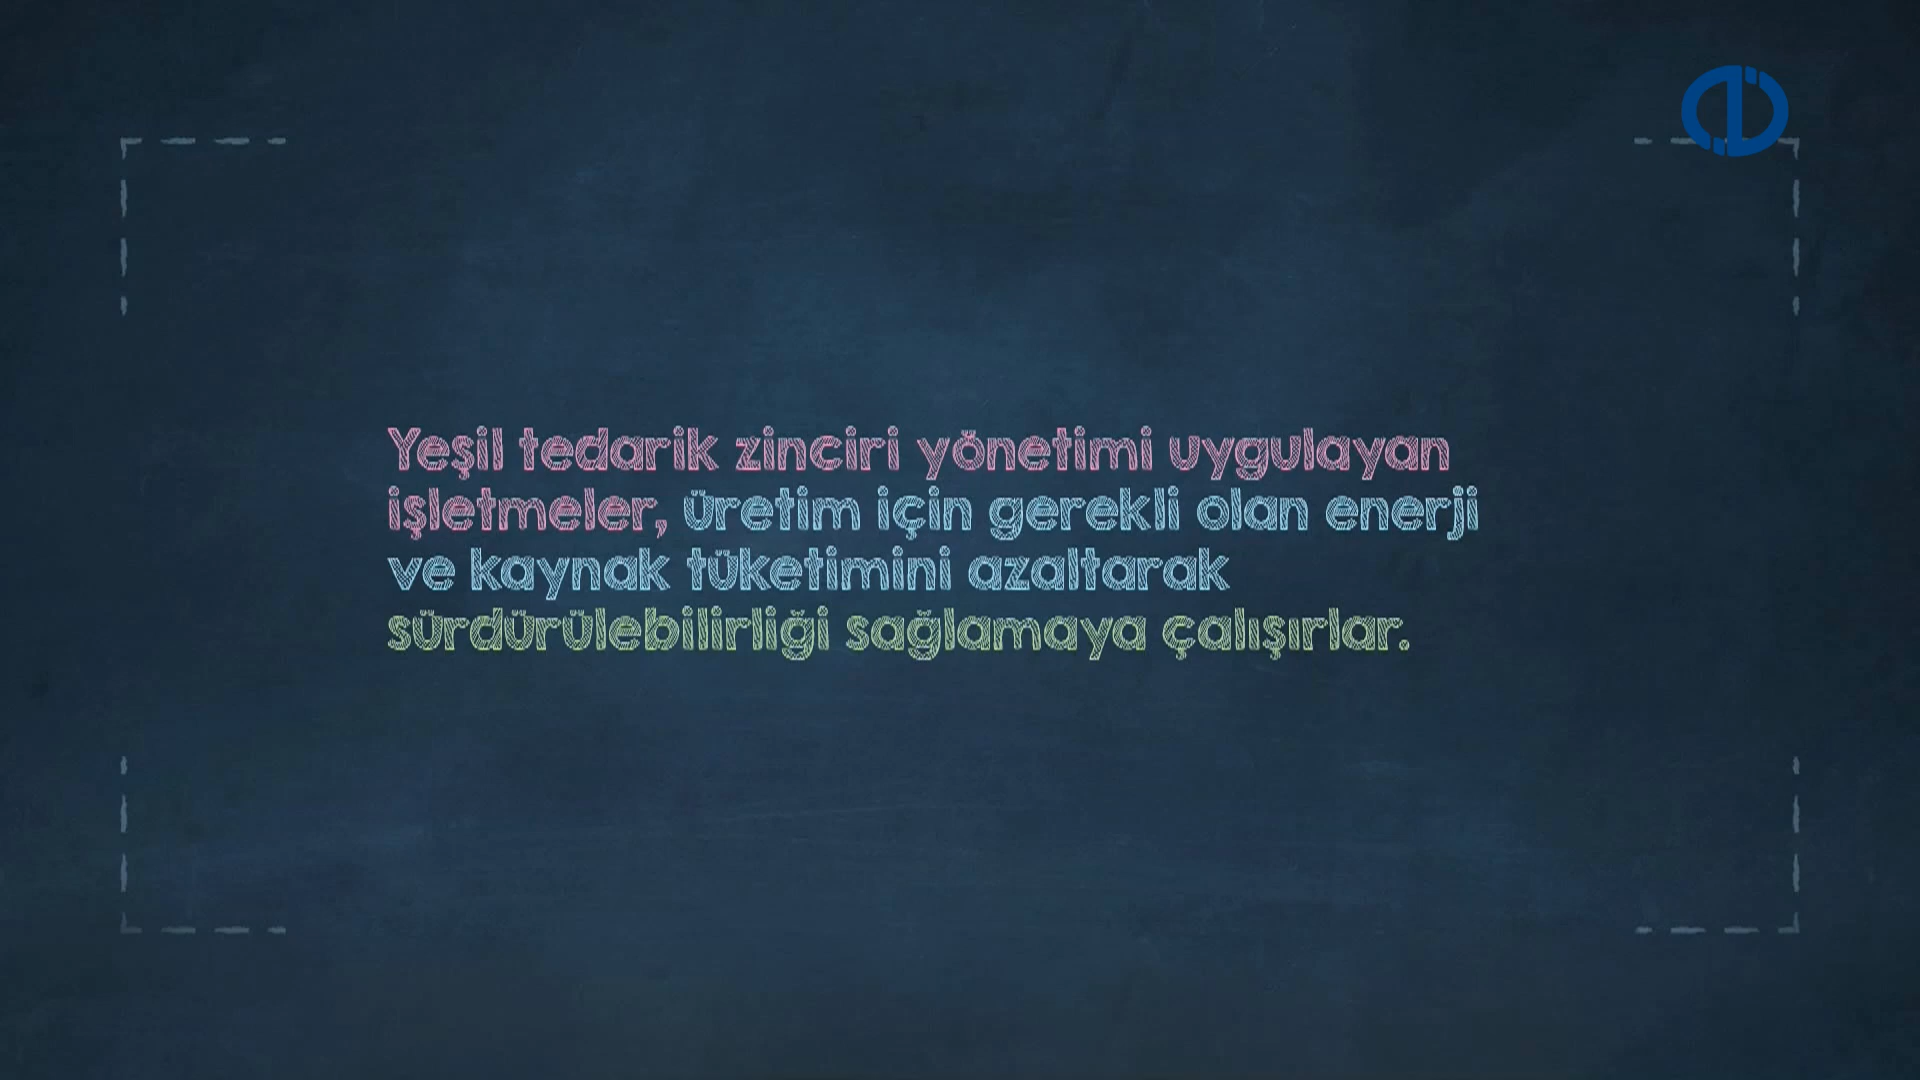 Yeşil tedarik zinciri yönetimi uygulayan
işletmeler, üretim için gerekli olan enerji
ve kaynak tüketimini azaltarak
sürdürülebilirliği sağlamaya çalışırlar.